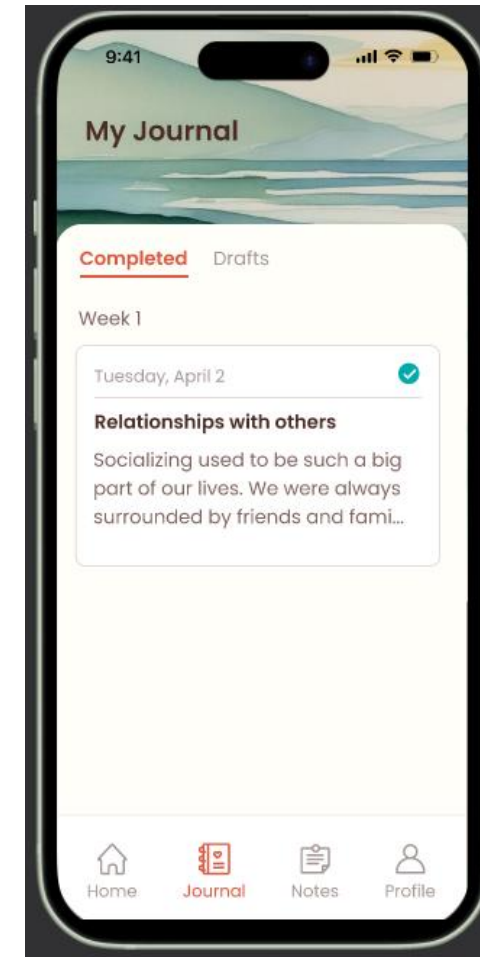 9:41
My Journal
Completed Drafts
Week 1
Tuesday, April 2
Relationships with others
Socializing used to be such a big
part of our lives. We were always
surrounded by friends and fami...
Home Journal Notes Profile